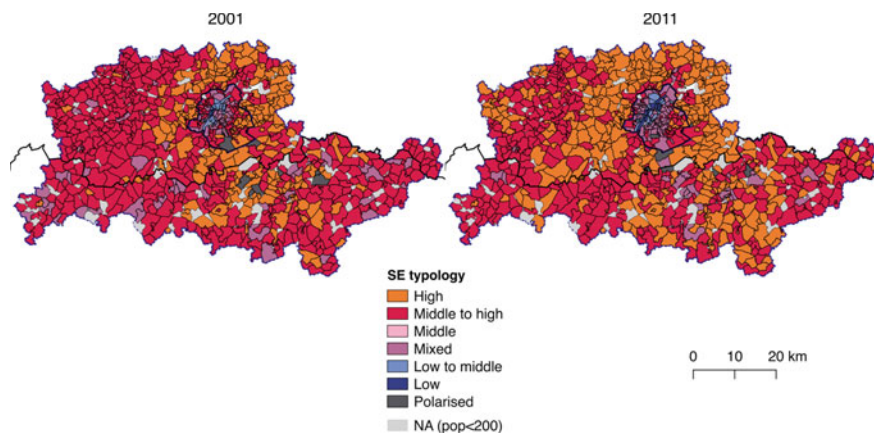 2001
2011
SE typology
High
Middle to high
Middle
Mixed
Low to middle
Low
Polarised
NA (pop<200)
0 10 20 km